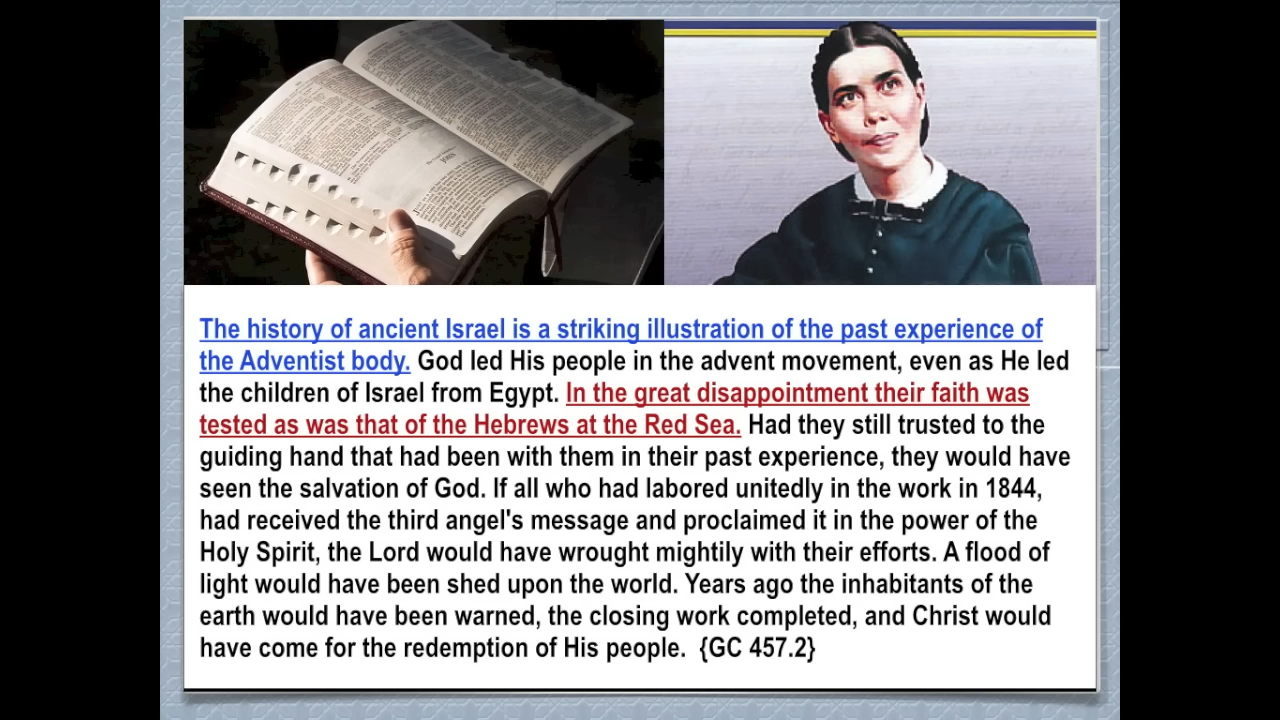 JOHN
The history of ancient Israel is a striking illustration of the past experience of
the Adventist body. God led His people in the advent movement, even as He led
the children of Israel from Egypt. In the great disappointment their faith was
tested as was that of the Hebrews at the Red Sea. Had they still trusted to the
guiding hand that had been with them in their past experience, they would have
seen the salvation of God. If all who had labored unitedly in the work in 1844,
had received the third angel's message and proclaimed it in the power of the
Holy Spirit, the Lord would have wrought mightily with their efforts. A flood of
light would have been shed upon the world. Years ago the inhabitants of the
earth would have been warned, the closing work completed, and Christ would
have come for the redemption of His people.  {GC 457.2}